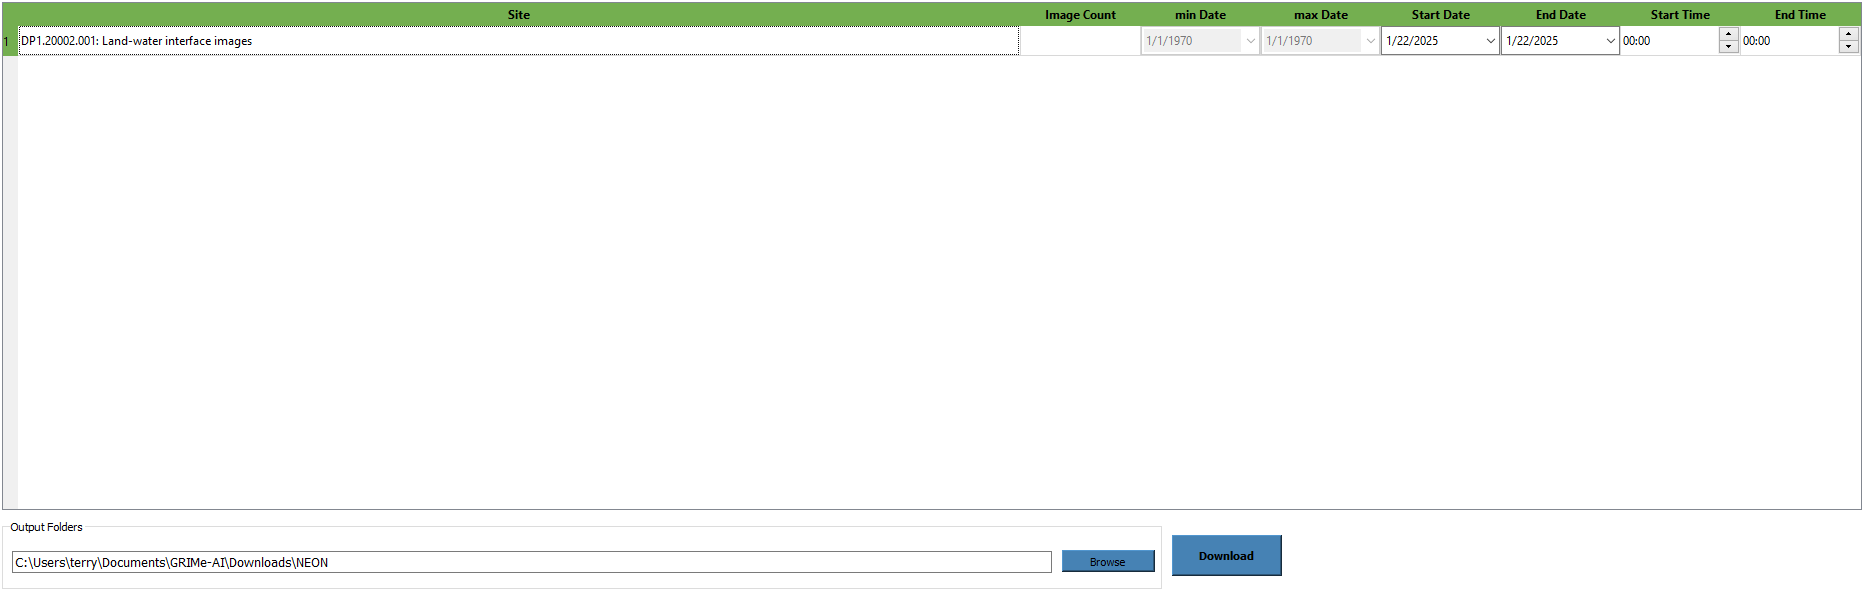 Site Image Count min Date max Date Start Date End Date Start Time End Time
1 DP1.20002.001: Land-water interface images 1/1/1970 1/1/1970 1/22/2025 1/22/2025 00:00 00:00
Output Folders
C:\Users\terry\Documents\GRIMe-AI\Downloads\NEON Browse Download